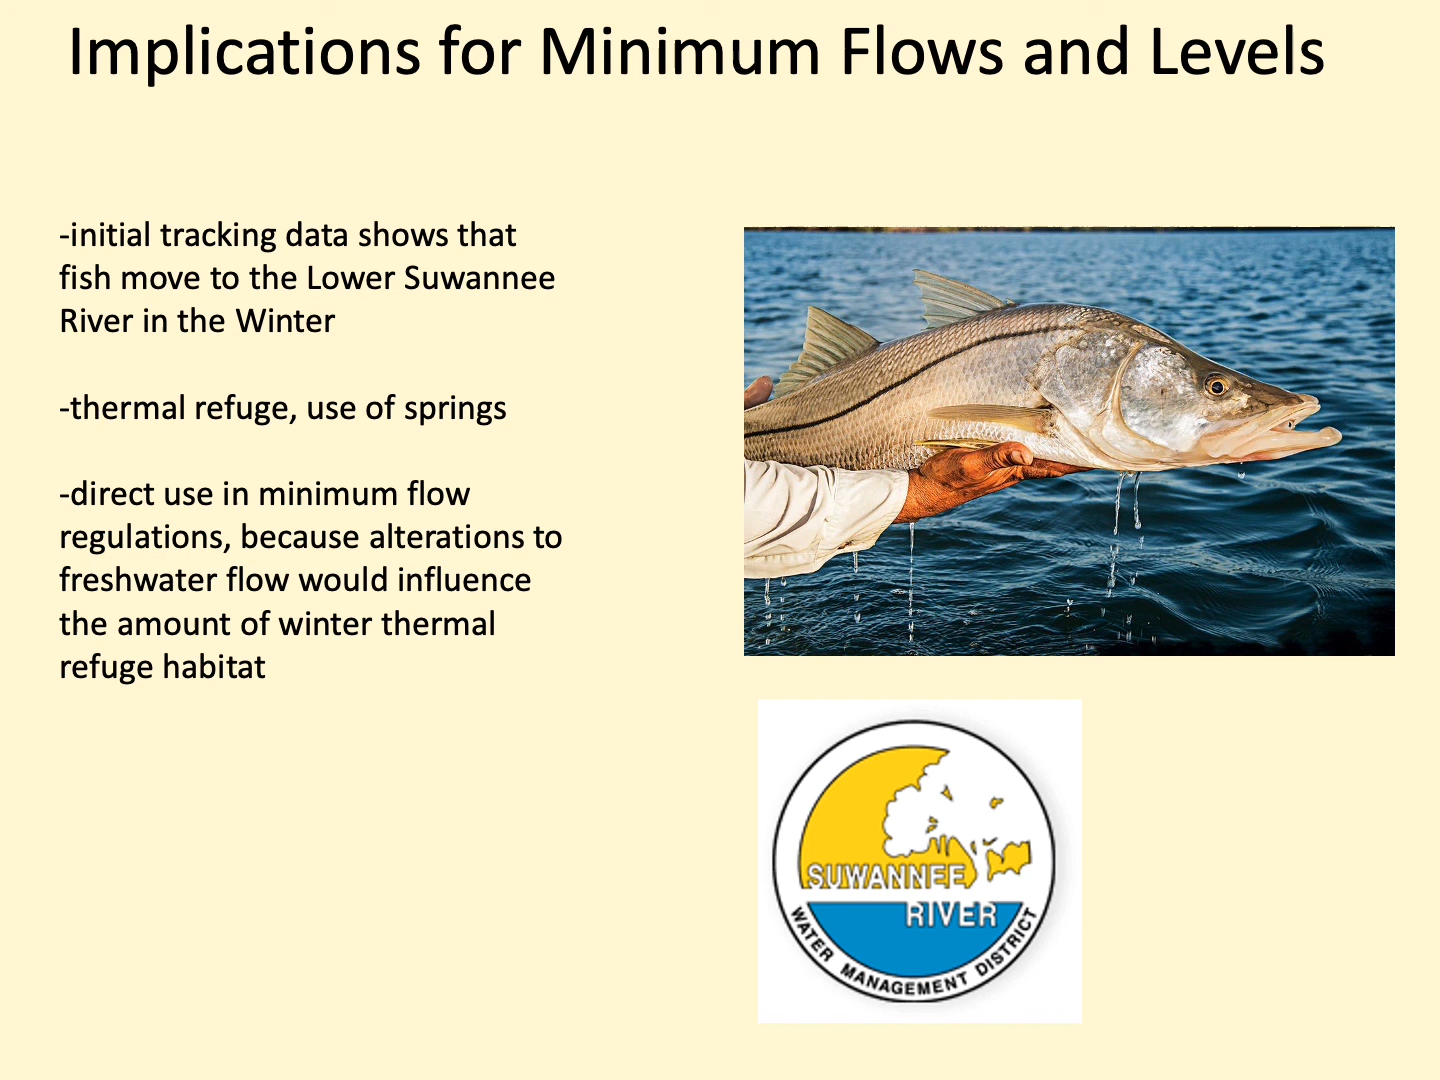 Implications for Minimum Flows and Levels
-initial tracking data shows that
fish move to the Lower Suwannee
River in the Winter
-thermal refuge, use of springs
-direct use in minimum flow
regulations, because alterations to
freshwater flow would influence
the amount of winter thermal
refuge habitat
SUWANNEE
RIVER
WATER MANAGEMENT DISTRICT